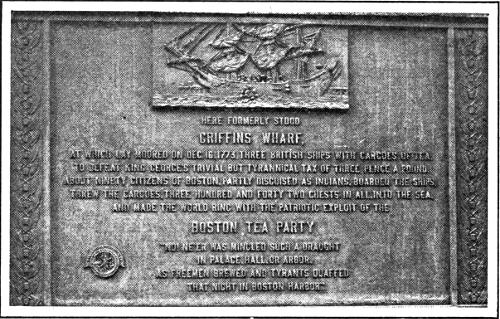 HERE FORMERLY STOOD
GRIFFINS WHARF,
AT WHICH LAY MOORED ON DEC. 16, 1773, THREE BRITISH SHIPS WITH CARGOES OF TEA.
TO DEFEAT KING GEORGE'S TRIVIAL BUT TYRANNICAL TAX OF THREE PENCE A POUND,
ABOUT NINETY CITIZENS OF BOSTON, PARTLY DISGUISED AS INDIANS, BOARDED THE SHIPS,
THREW THE CARGOES, THREE HUNDRED AND FORTY TWO CHESTS IN ALL, INTO THE SEA,
AND MADE THE WORLD RING WITH THE PATRIOTIC EXPLOIT OF THE
BOSTON TEA PARTY
"NO! NE'ER WAS MINGLED SUCH A DRAUGHT
IN PALACE, HALL, OR ARBOR,
AS FREEMEN BREWED AND TYRANTS QUAFFED
THAT NIGHT IN BOSTON HARBOR."